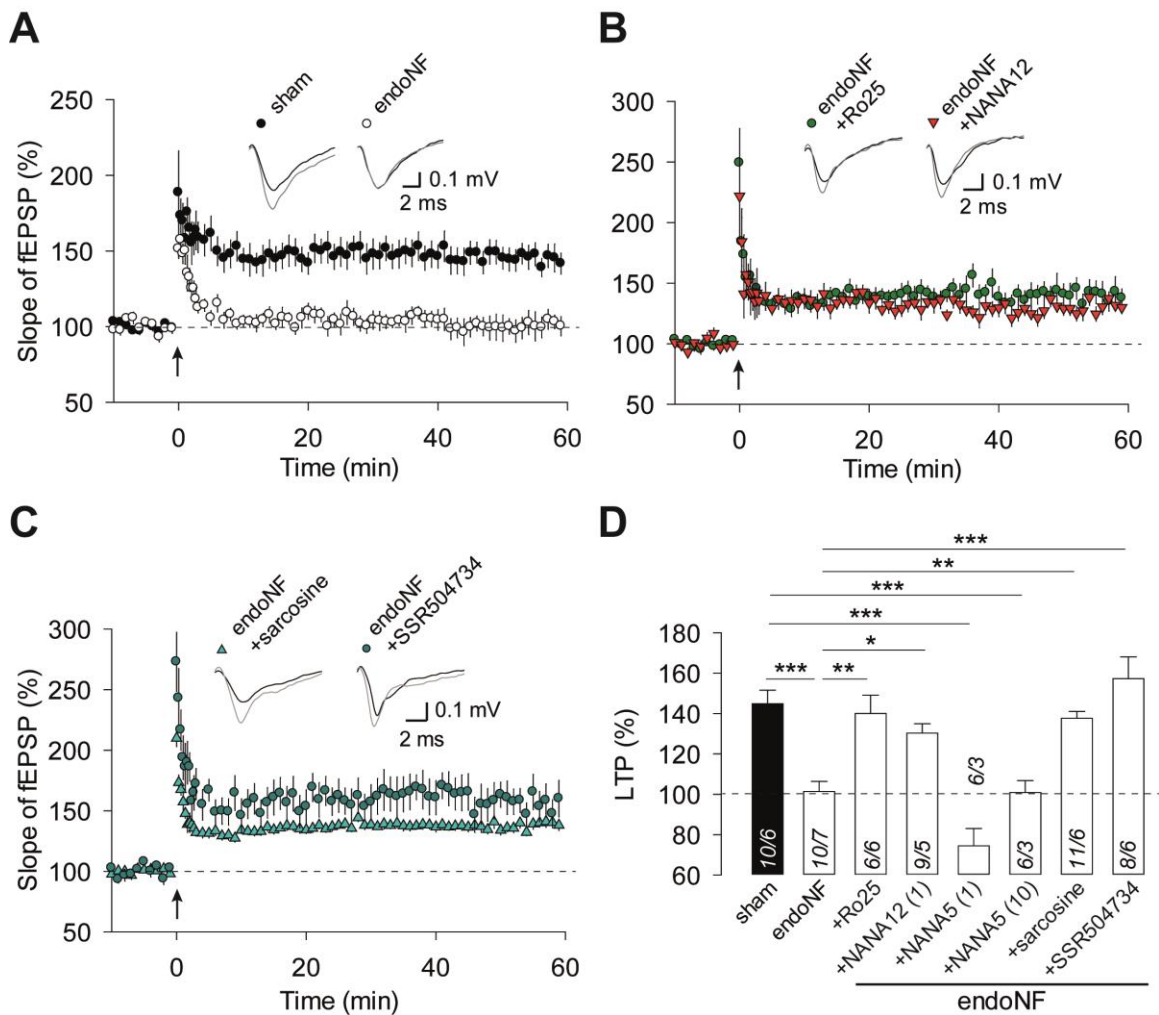 A
sham
endoNF
250
200
150
100
50
Slope of fEPSP (%)
0.1 mV
2 ms
0
20
40
60
Time (min)
B
endoNF
+Ro25
endoNF
+NANA12
300
250
200
150
100
50
0.1 mV
2 ms
0
20
40
60
Time (min)
C
endoNF
+sarcosine
endoNF
+SSR504734
300
250
200
150
100
50
Slope of fEPSP (%)
0.1 mV
2 ms
0
20
40
60
Time (min)
D
***
**
***
***
*
*** **
180
160
140
120
100
80
60
LTP (%)
10/6
10/7
6/6
9/5
6/3
6/3
11/6
8/6
sham
endoNF
+Ro25
+NANA12 (1)
+NANA5 (1)
+NANA5 (10)
+sarcosine
+SSR504734
endoNF